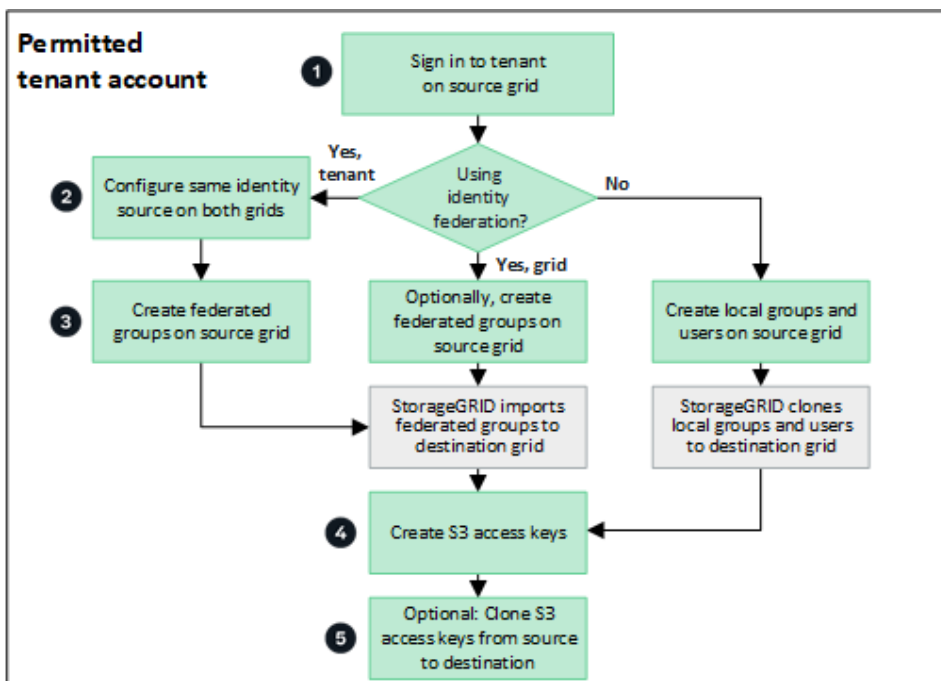 Permitted
tenant account
1
Sign in to tenant
on source grid
Yes,
tenant
Using
identity
federation?
No
2
Configure same identity
source on both grids
Yes, grid
3
Create federated
groups on source grid
Optionally, create
federated groups on
source grid
Create local groups and
users on source grid
StorageGRID imports
federated groups to
destination grid
StorageGRID clones
local groups and users
to destination grid
4
Create S3 access keys
5
Optional: Clone S3
access keys from source
to destination